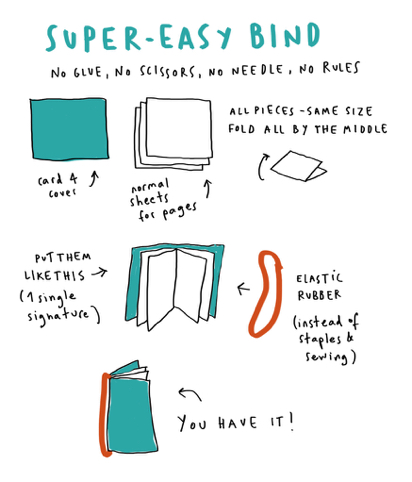 SUPER-EASY BIND
NO GLUE, NO SCISSORS, NO NEEDLE, NO RULES
ALL PIECES - SAME SIZE
FOLD ALL BY THE MIDDLE
card 4
cover
normal
sheets
for pages
PUT THEM
LIKE THIS
(1 single
signature)
ELASTIC
RUBBER
(instead of
staples &
sewing)
YOU HAVE IT!